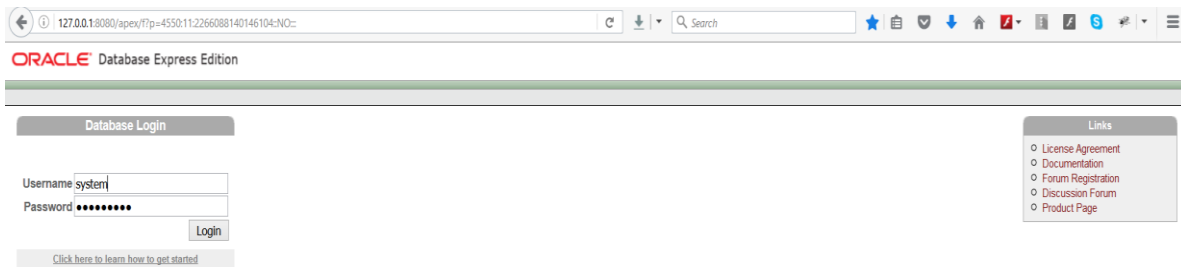 127.0.0.1:8080/apex/f?p=4550:11:2266088140146104::NO:::
Search
ORACLE® Database Express Edition
Database Login
Username system
Password •••••••••
Login
Click here to learn how to get started
Links
License Agreement
Documentation
Forum Registration
Discussion Forum
Product Page